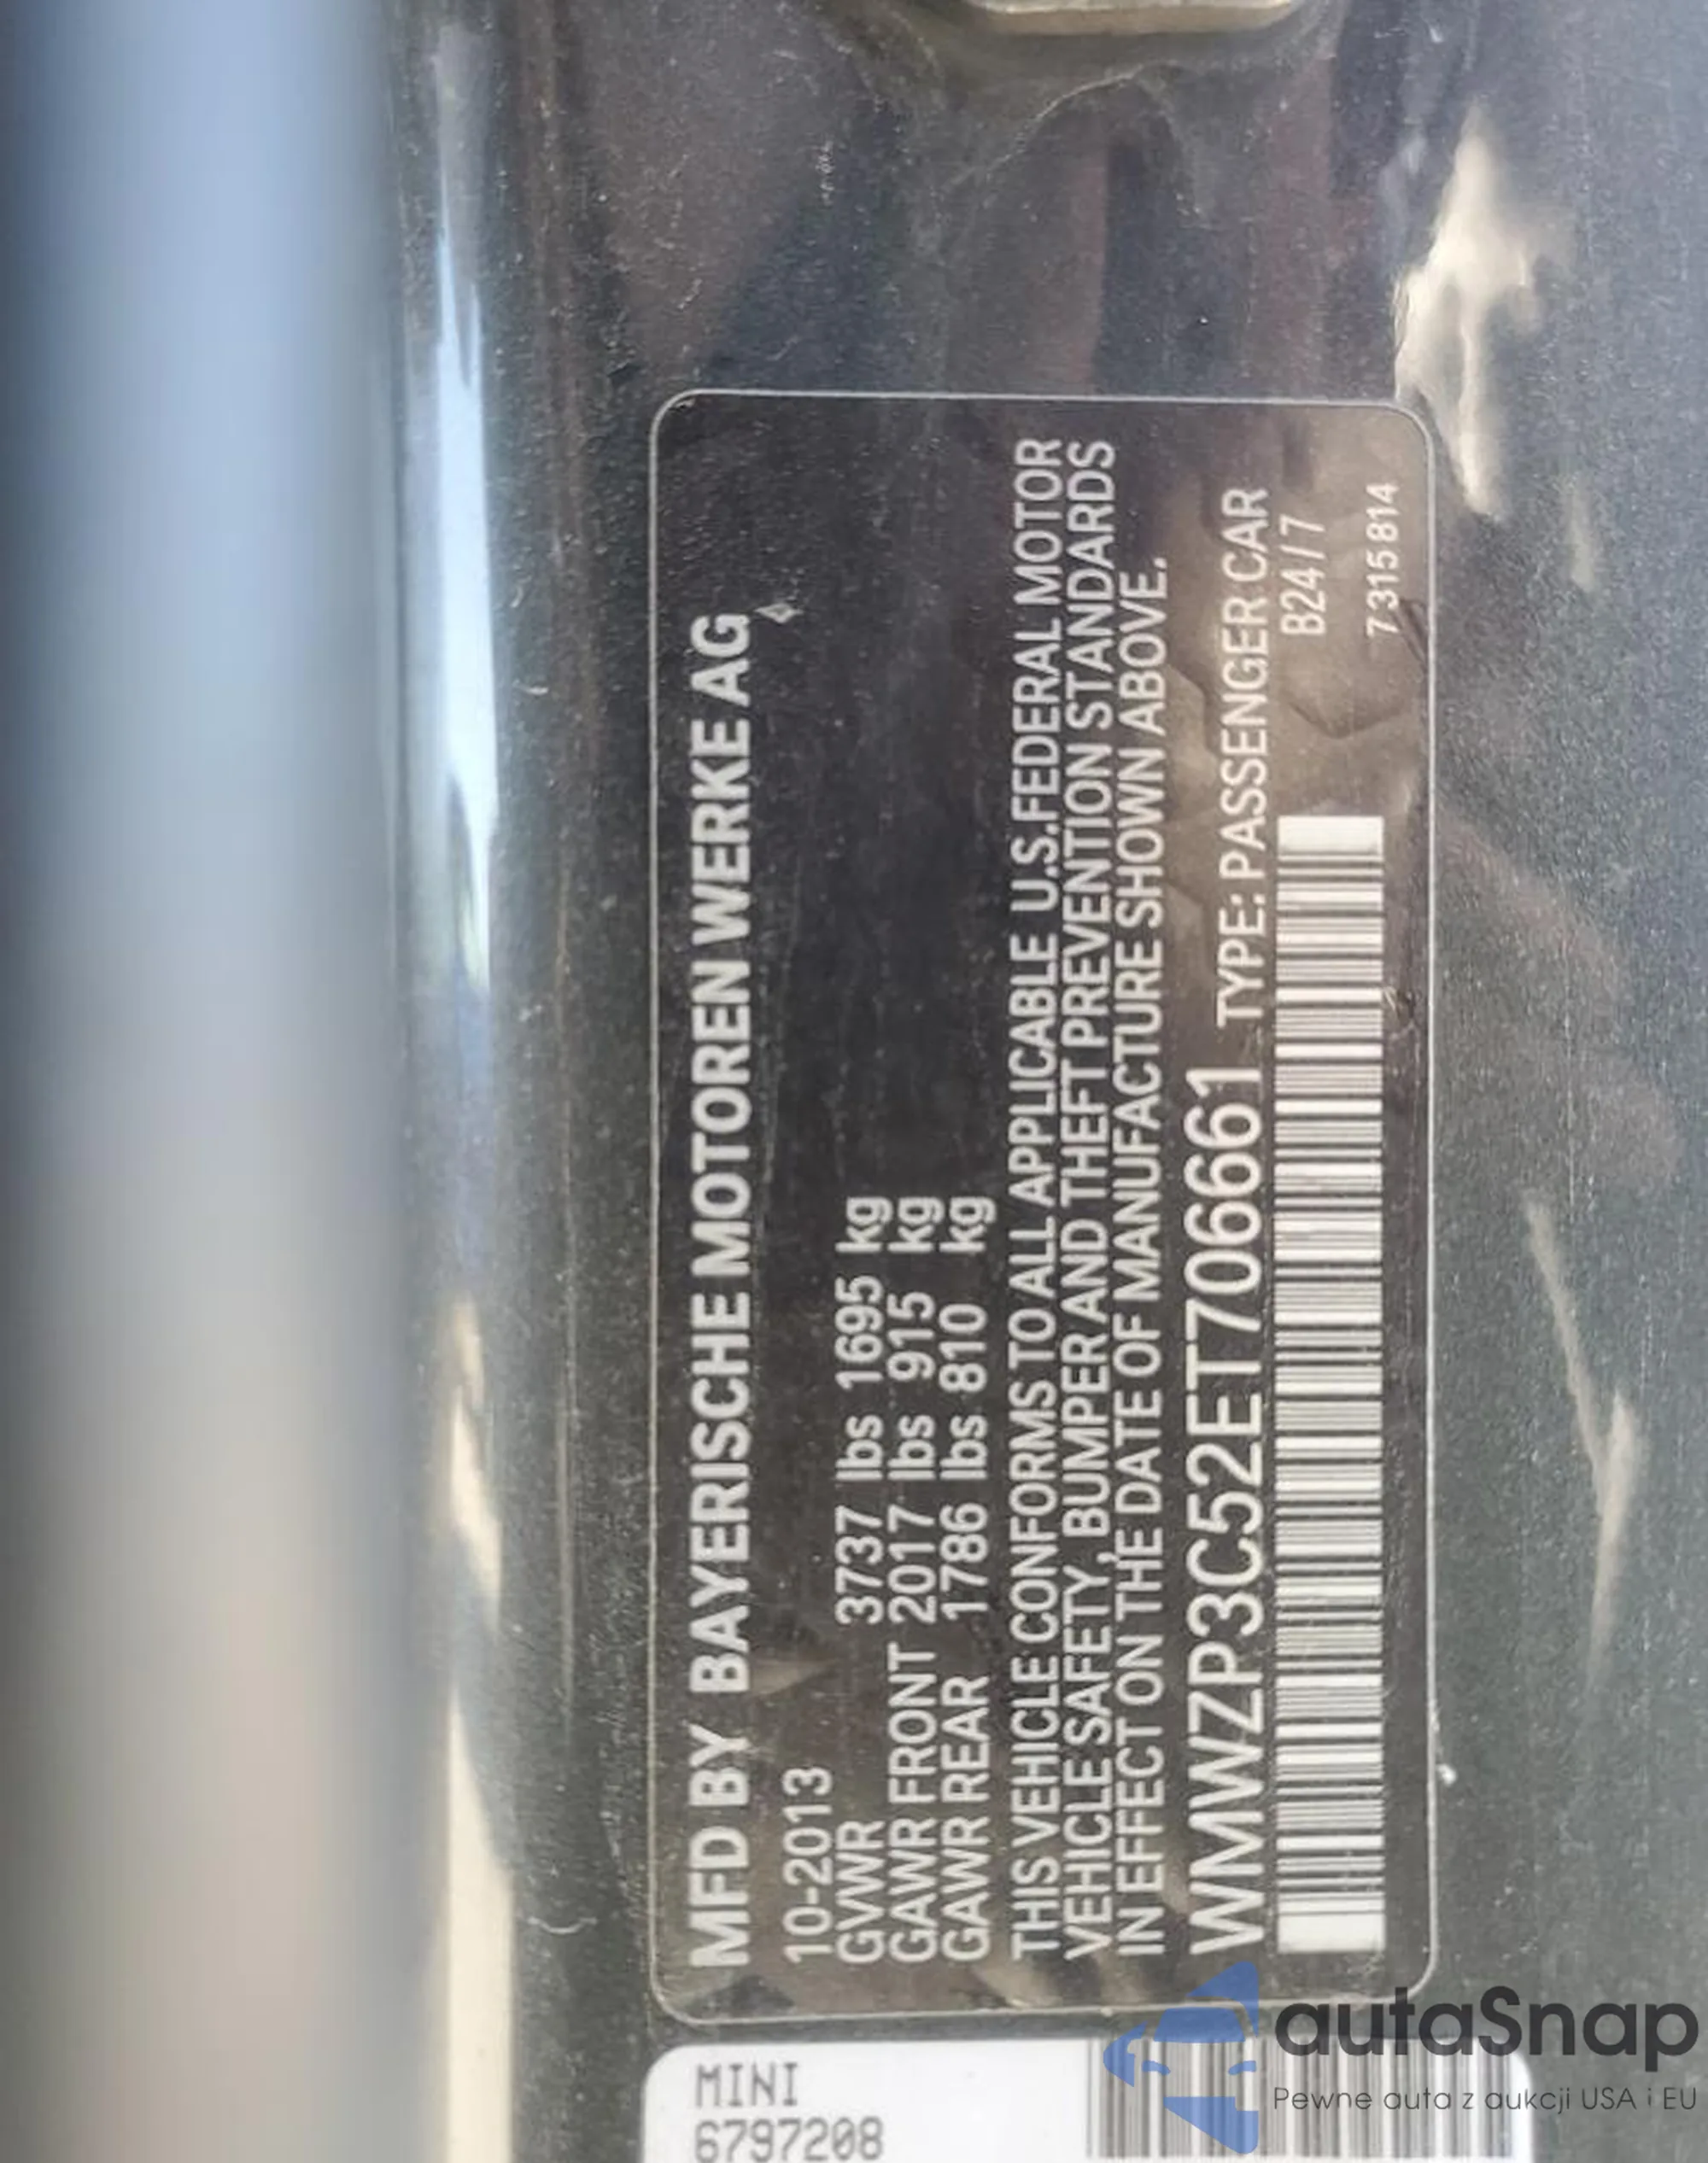 MFD BY BAYERISCHE MOTOREN WERKE AG
10-2013
GVWR 3737 lbs 1695 kg
GAWR FRONT 2017 lbs 915 kg
GAWR REAR 1786 lbs 810 kg
THIS VEHICLE CONFORMS TO ALL APPLICABLE U.S.FEDERAL MOTOR
VEHICLE SAFETY, BUMPER AND THEFT PREVENTION STANDARDS
IN EFFECT ON THE DATE OF MANUFACTURE SHOWN ABOVE.
WMWZP3C52ET706661 TYPE: PASSENGER CAR
B24/7
7315814
MINI
6797208
autaSnap
Pewne auta z aukcji USA i EU